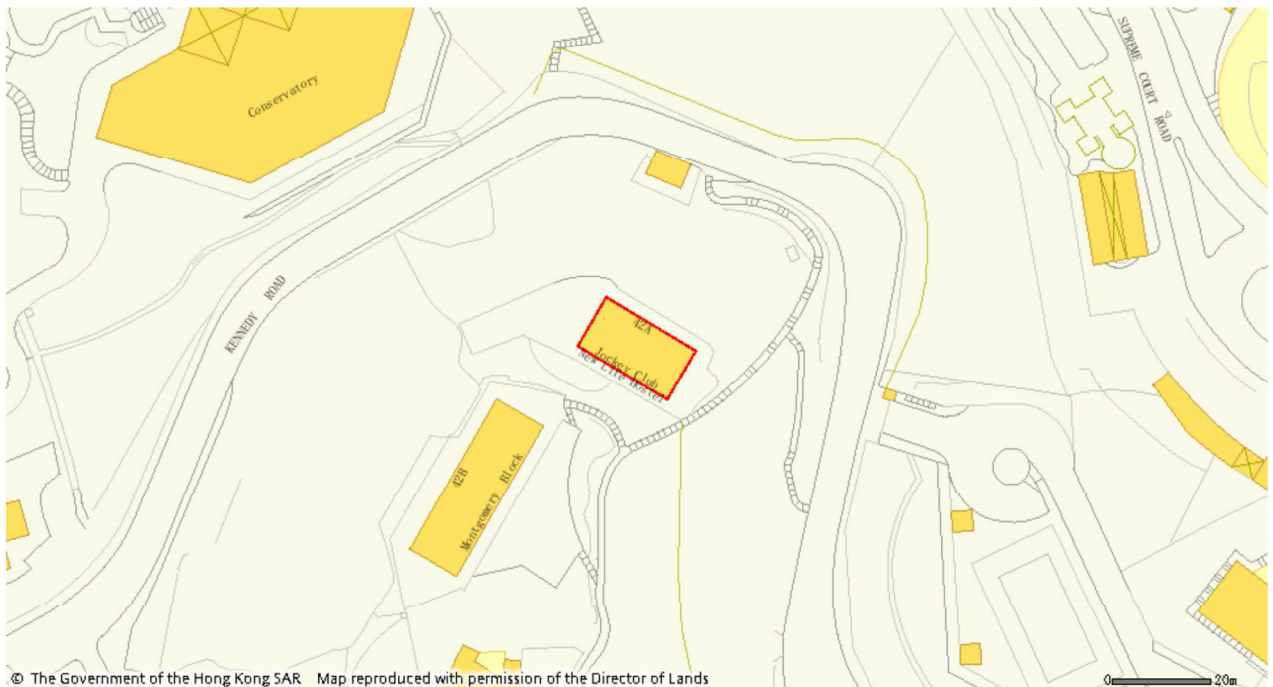 Conservatory
SUPREME COURT ROAD
KENNEDY ROAD
42A
Jockey Club
New Life Hostel
42B
Montgomery Block
© The Government of the Hong Kong SAR Map reproduced with permission of the Director of Lands
0 20m